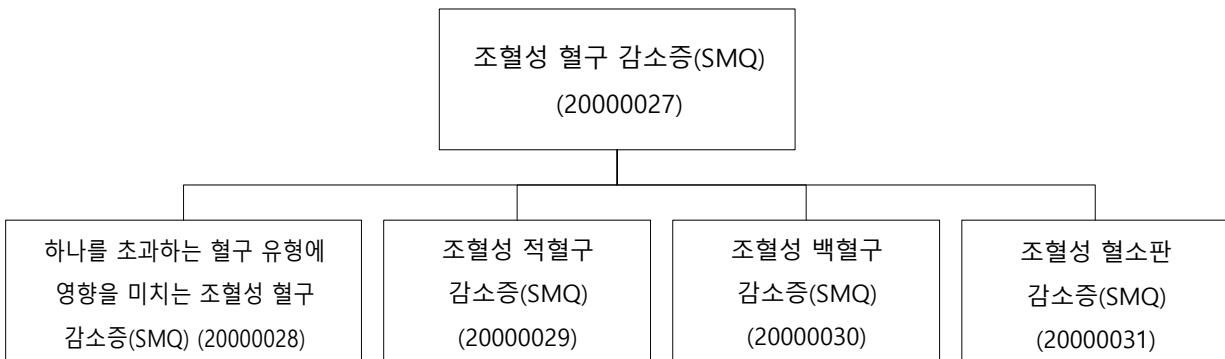 조혈성 혈구 감소증(SMQ)
(20000027)
하나를 초과하는 혈구 유형에
영향을 미치는 조혈성 혈구
감소증(SMQ) (20000028)
조혈성 적혈구
감소증(SMQ)
(20000029)
조혈성 백혈구
감소증(SMQ)
(20000030)
조혈성 혈소판
감소증(SMQ)
(20000031)